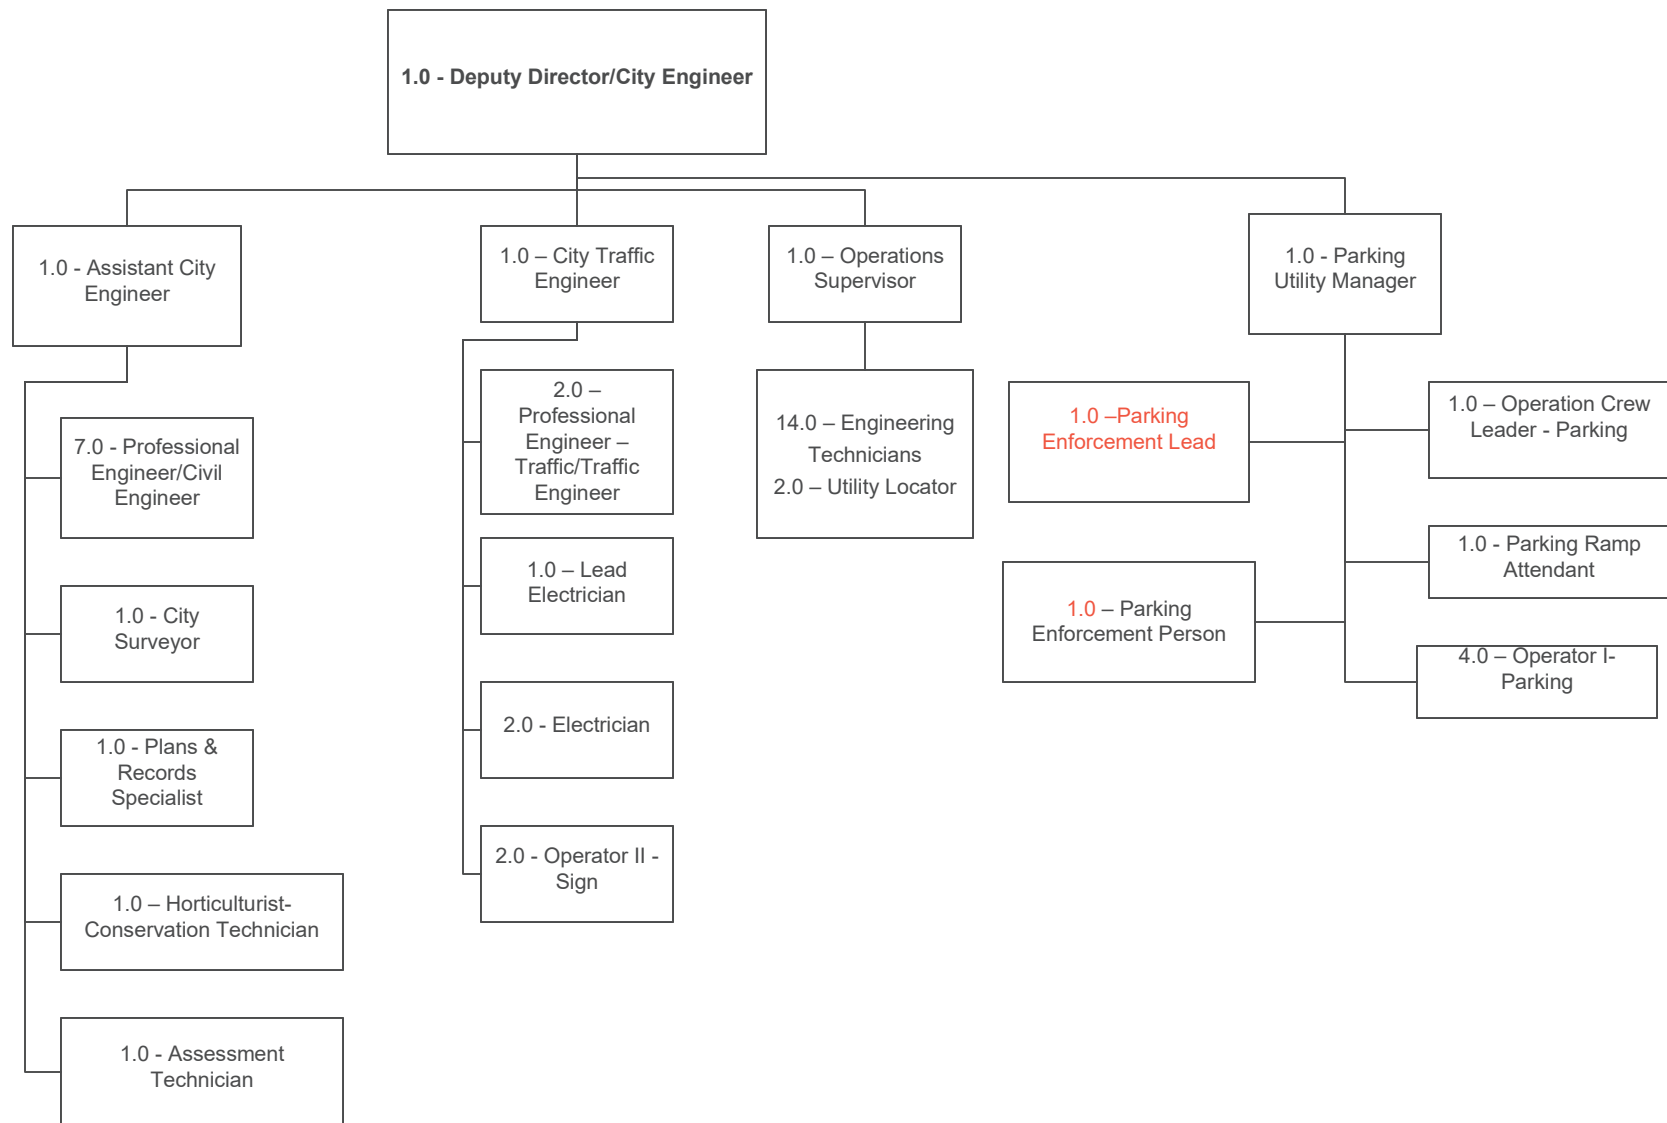 1.0 - Deputy Director/City Engineer
1.0 - Assistant City
Engineer
1.0 – City Traffic
Engineer
1.0 – Operations
Supervisor
1.0 - Parking
Utility Manager
7.0 - Professional
Engineer/Civil
Engineer
1.0 - City
Surveyor
1.0 - Plans &
Records
Specialist
1.0 – Horticulturist-
Conservation Technician
1.0 - Assessment
Technician
2.0 –
Professional
Engineer –
Traffic/Traffic
Engineer
1.0 – Lead
Electrician
2.0 - Electrician
2.0 - Operator II -
Sign
14.0 – Engineering
Technicians
2.0 – Utility Locator
1.0 –Parking
Enforcement Lead
1.0 – Parking
Enforcement Person
1.0 – Operation Crew
Leader - Parking
1.0 - Parking Ramp
Attendant
4.0 – Operator I-
Parking